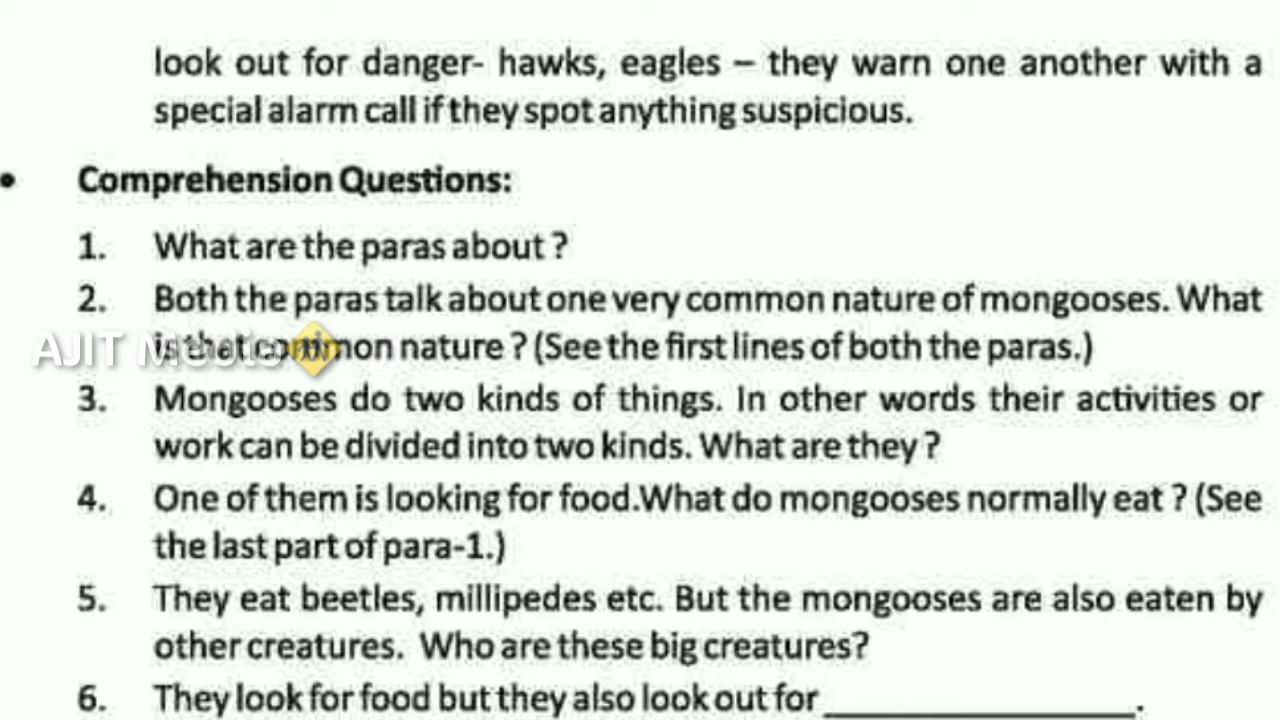 look out for danger- hawks, eagles – they warn one another with a
special alarm call if they spot anything suspicious.
• Comprehension Questions:
1. What are the paras about ?
2. Both the paras talk about one very common nature of mongooses. What
is that common nature ? (See the first lines of both the paras.)
AJIT
3. Mongooses do two kinds of things. In other words their activities or
work can be divided into two kinds. What are they ?
4. One of them is looking for food.What do mongooses normally eat ? (See
the last part of para-1.)
5. They eat beetles, millipedes etc. But the mongooses are also eaten by
other creatures. Who are these big creatures?
6. They look for food but they also look out for ________________.